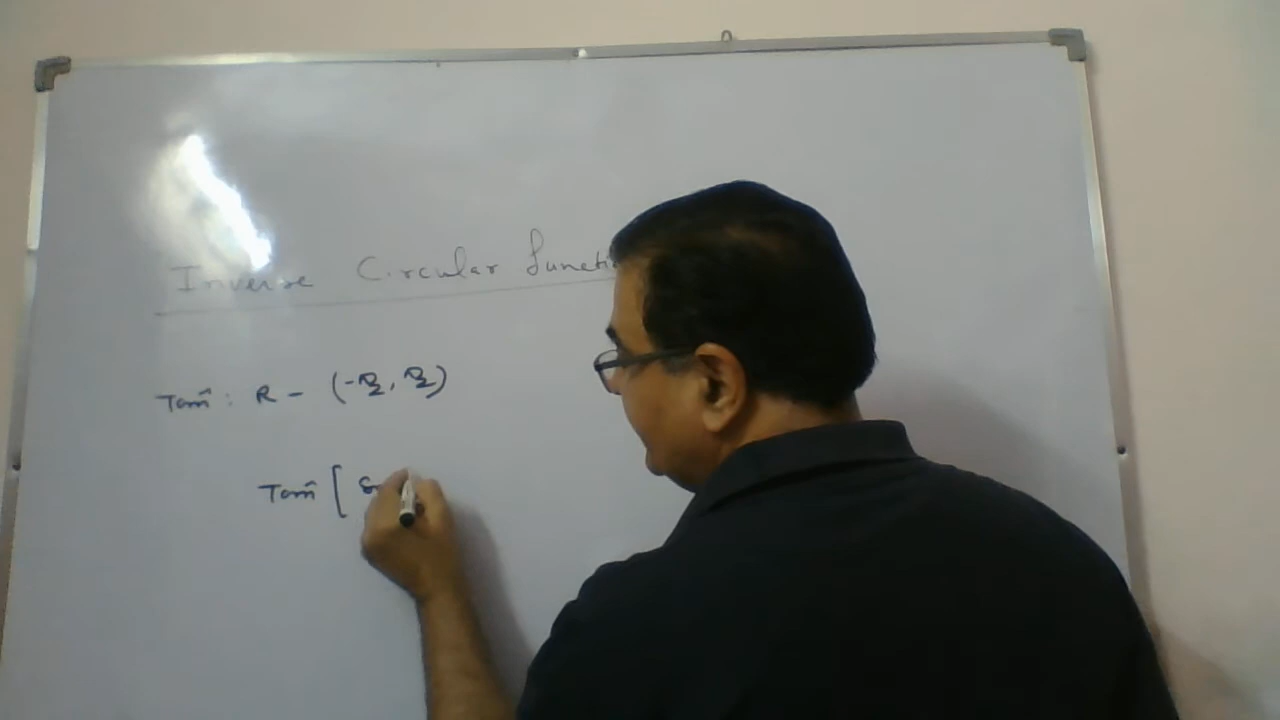 Inverse Circular functi
Tan⁻¹ : R – (-π/2, π/2)
Tan⁻¹ [ S